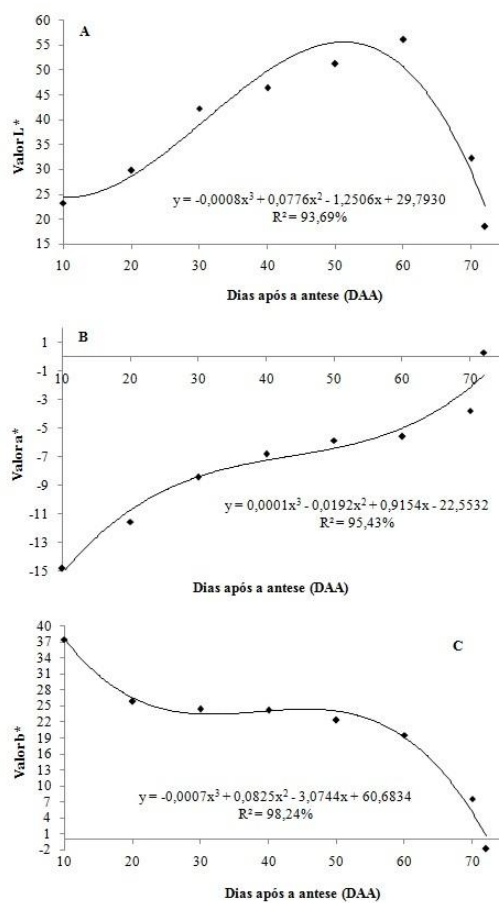 A
Valor L*
60
55
50
45
40
35
30
25
20
15
y = -0,0008x³ + 0,0776x² - 1,2506x + 29,7930
R² = 93,69%
10 20 30 40 50 60 70
Dias após a antese (DAA)
B
Valor a*
1
-1
-3
-5
-7
-9
-11
-13
-15
10 20 30 40 50 60 70
y = 0,0001x³ - 0,0192x² + 0,9154x - 22,5532
R² = 95,43%
Dias após a antese (DAA)
C
Valor b*
40
37
34
31
28
25
22
19
16
13
10
7
4
1
-2
y = -0,0007x³ + 0,0825x² - 3,0744x + 60,6834
R² = 98,24%
10 20 30 40 50 60 70
Dias após a antese (DAA)